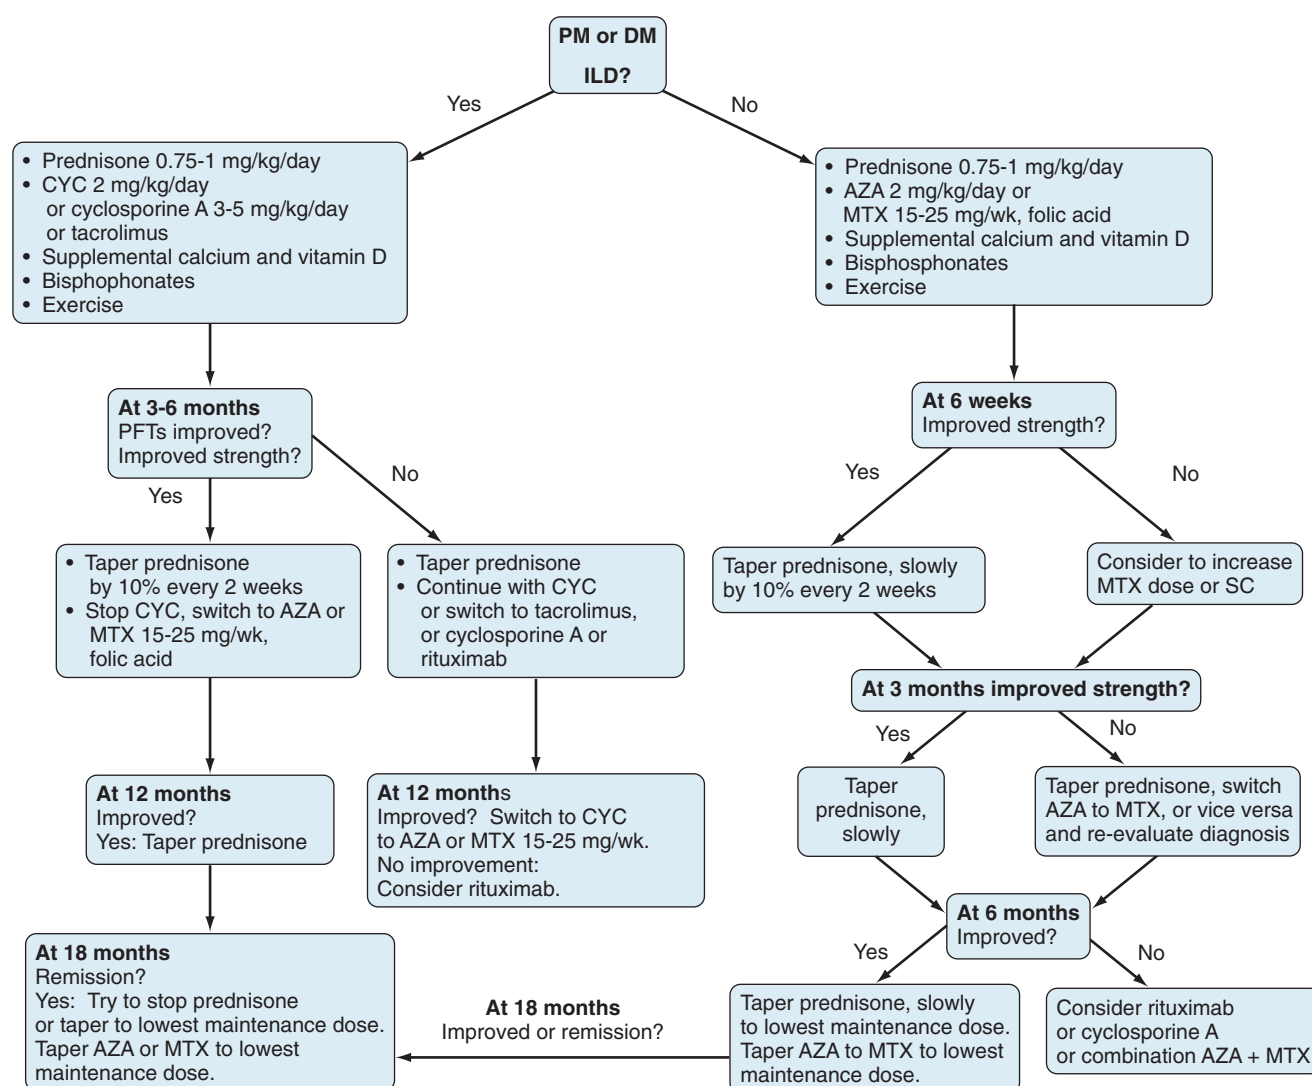 PM or DM
ILD?
Yes
No
• Prednisone 0.75-1 mg/kg/day
• CYC 2 mg/kg/day
or cyclosporine A 3-5 mg/kg/day
or tacrolimus
• Supplemental calcium and vitamin D
• Bisphophonates
• Exercise
• Prednisone 0.75-1 mg/kg/day
• AZA 2 mg/kg/day or
MTX 15-25 mg/wk, folic acid
• Supplemental calcium and vitamin D
• Bisphosphonates
• Exercise
At 3-6 months
PFTs improved?
Improved strength?
Yes
No
At 6 weeks
Improved strength?
Yes
No
• Taper prednisone
by 10% every 2 weeks
• Stop CYC, switch to AZA or
MTX 15-25 mg/wk,
folic acid
• Taper prednisone
• Continue with CYC
or switch to tacrolimus,
or cyclosporine A or
rituximab
Taper prednisone, slowly
by 10% every 2 weeks
Consider to increase
MTX dose or SC
At 3 months improved strength?
Yes
No
At 12 months
Improved?
Yes: Taper prednisone
At 12 months
Improved? Switch to CYC
to AZA or MTX 15-25 mg/wk.
No improvement:
Consider rituximab.
Taper
prednisone,
slowly
Taper prednisone, switch
AZA to MTX, or vice versa
and re-evaluate diagnosis
At 6 months
Improved?
Yes
No
At 18 months
Remission?
Yes: Try to stop prednisone
or taper to lowest maintenance dose.
Taper AZA or MTX to lowest
maintenance dose.
At 18 months
Improved or remission?
Taper prednisone, slowly
to lowest maintenance dose.
Taper AZA to MTX to lowest
maintenance dose.
Consider rituximab
or cyclosporine A
or combination AZA + MTX